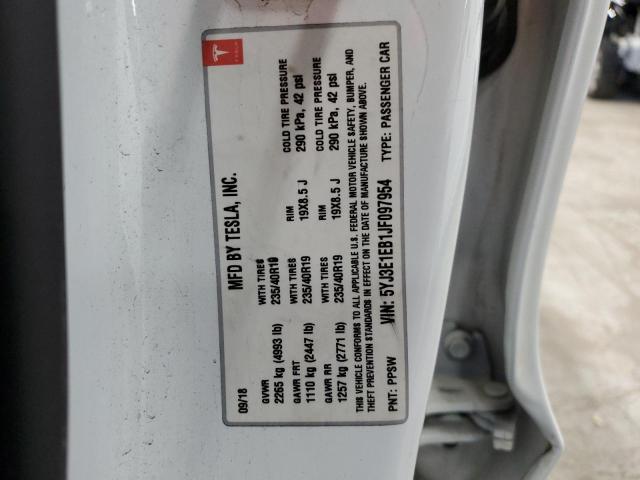 TESLA
MFD BY TESLA, INC.
09/18
GVWR WITH TIRES RIM COLD TIRE PRESSURE
2265 kg (4993 lb) 235/40R19 19X8.5 J 290 kPa, 42 psi
GAWR FRT WITH TIRES RIM COLD TIRE PRESSURE
1110 kg (2447 lb) 235/40R19 19X8.5 J 290 kPa, 42 psi
GAWR RR
1257 kg (2771 lb) 235/40R19
THIS VEHICLE CONFORMS TO ALL APPLICABLE U.S. FEDERAL MOTOR VEHICLE SAFETY, BUMPER, AND
THEFT PREVENTION STANDARDS IN EFFECT ON THE DATE OF MANUFACTURE SHOWN ABOVE.
PNT: PPSW VIN: 5YJ3E1EB1JF097954 TYPE: PASSENGER CAR